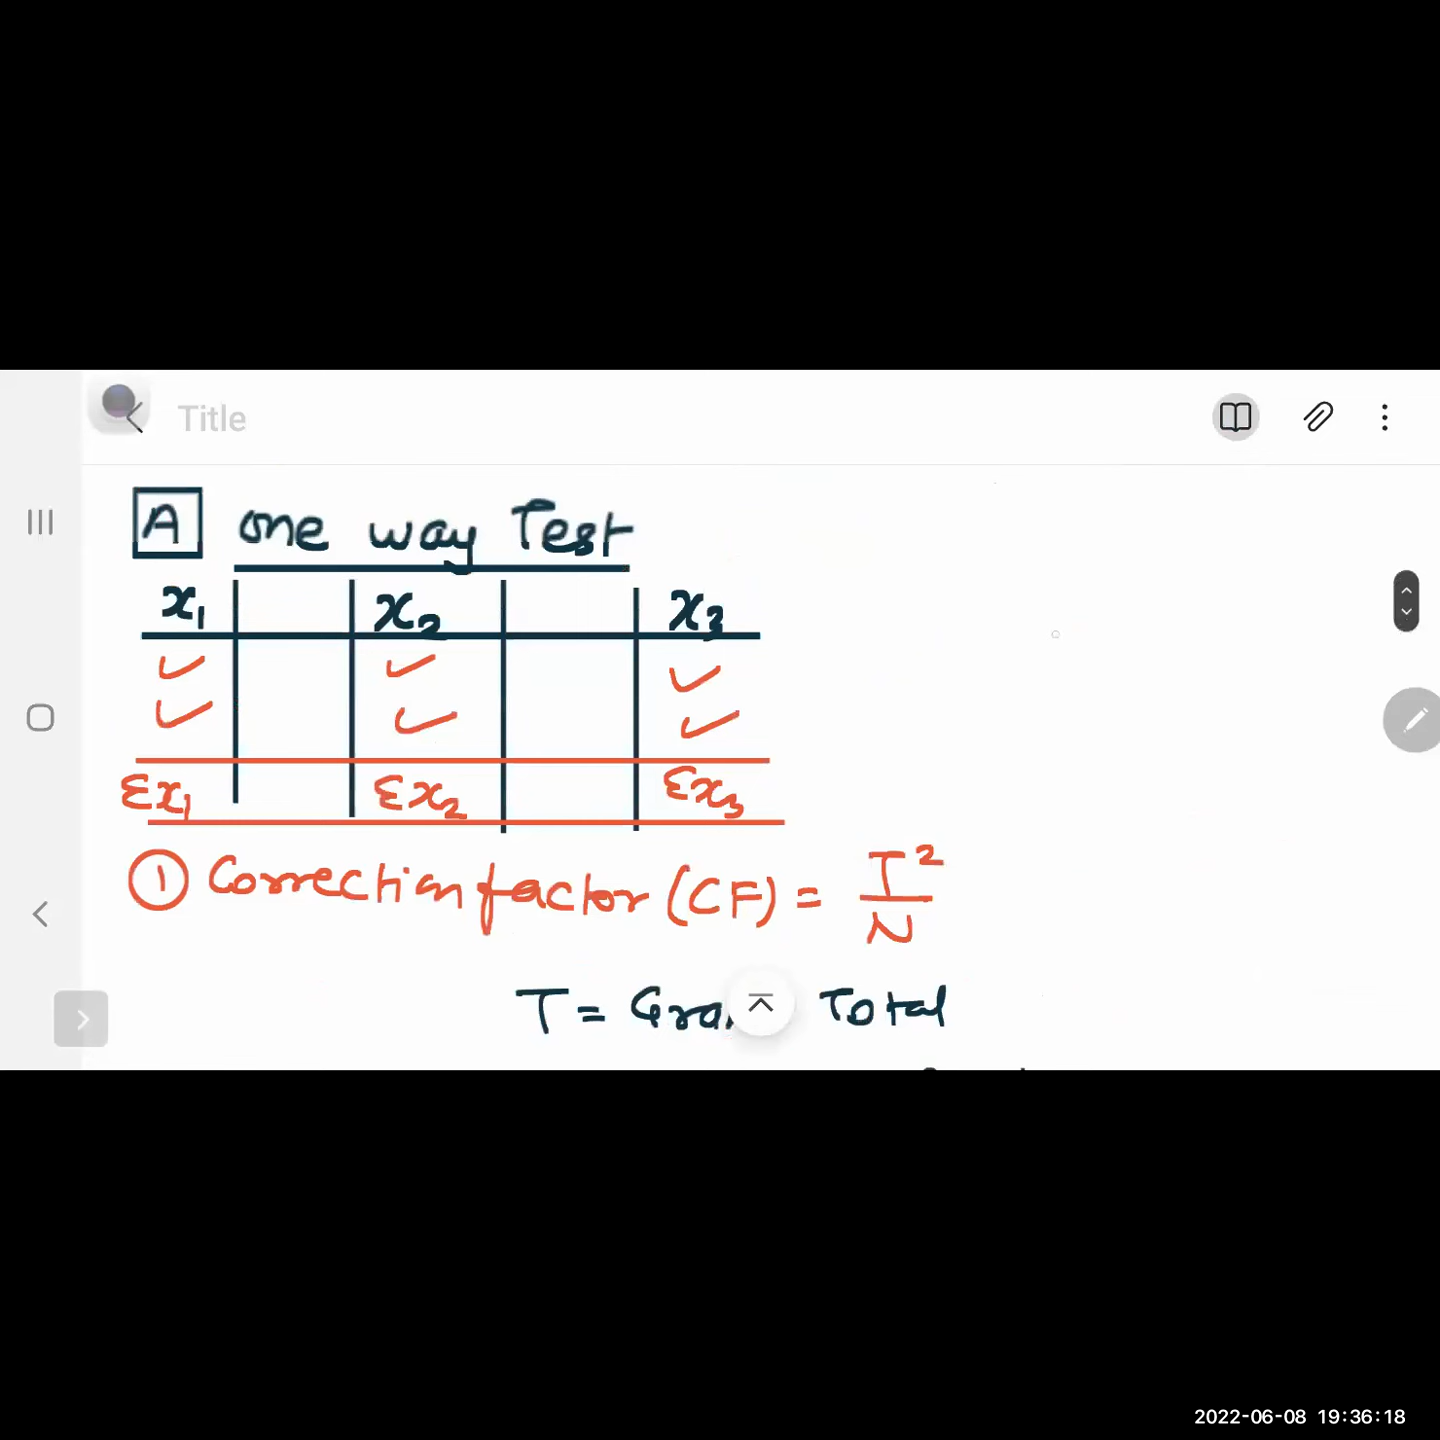 Title
A one way Test
x₁ x₂ x₃
Σx₁ Σx₂ Σx₃
① Correction factor (CF) = T²/N
T = Total
2022-06-08 19:36:18